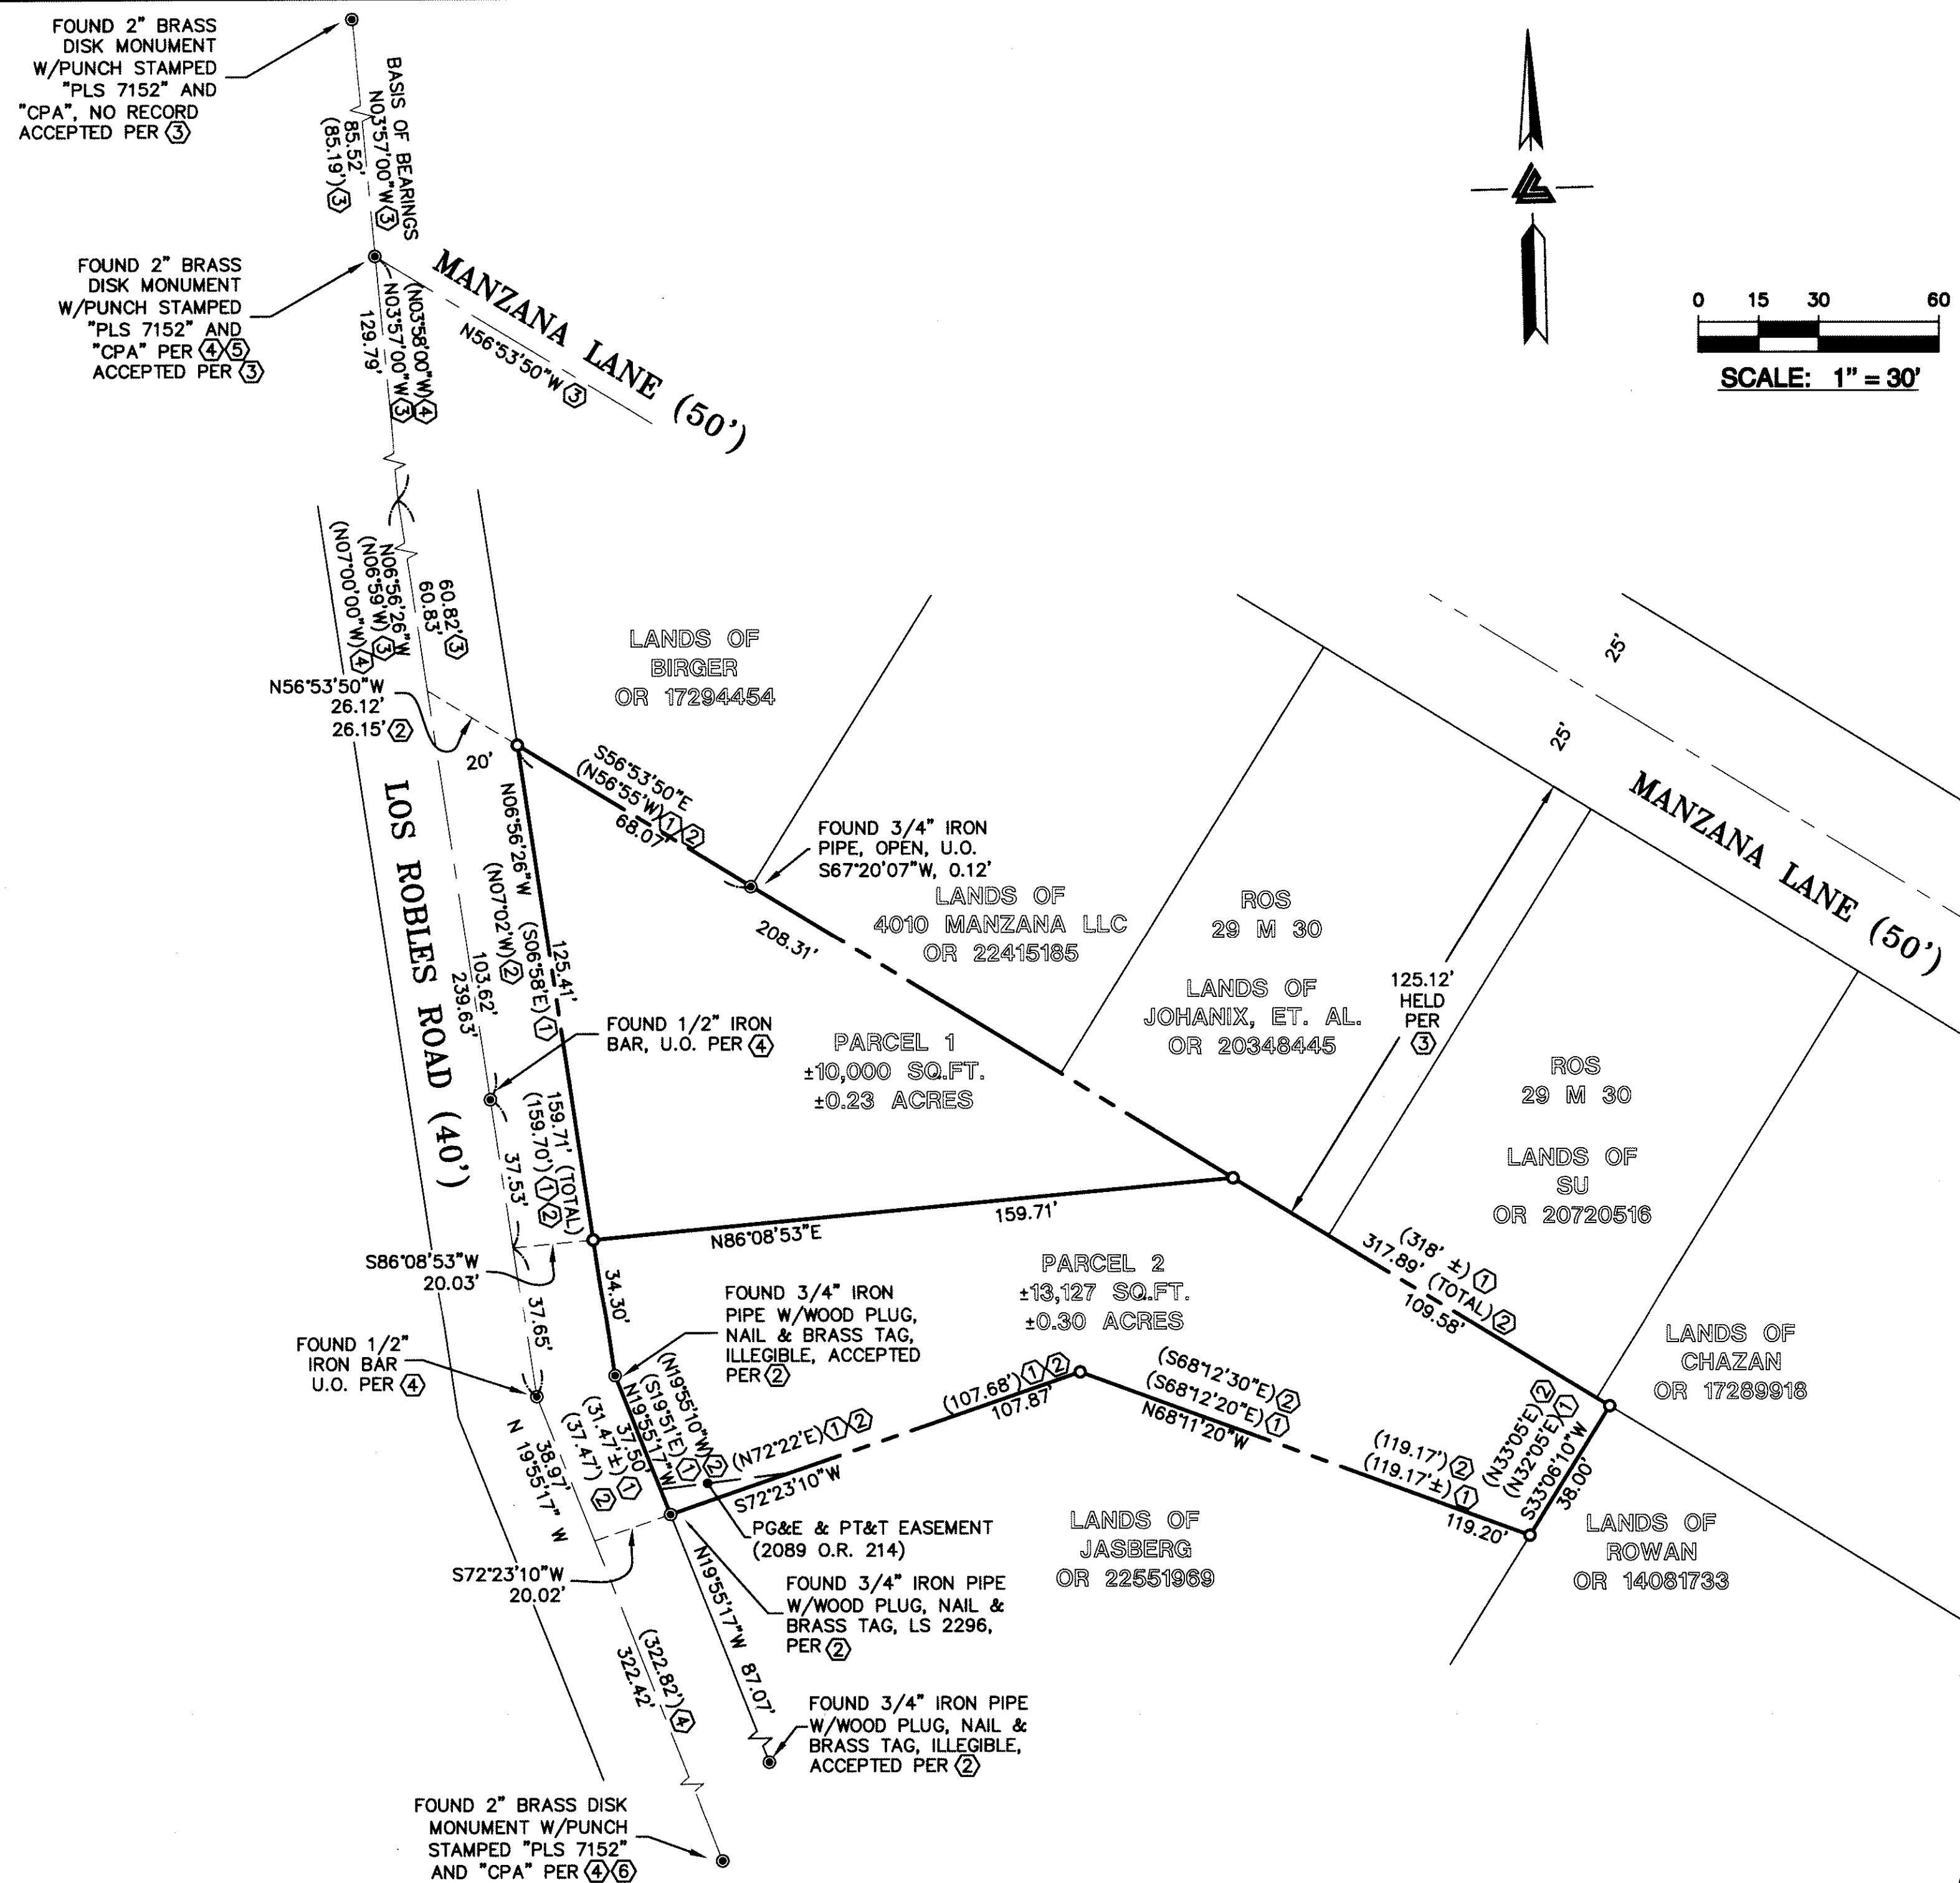 FOUND 2" BRASS
DISK MONUMENT
W/PUNCH STAMPED
"PLS 7152" AND
"CPA", NO RECORD
ACCEPTED PER 3
BASIS OF BEARINGS
N03°57'00"W 3
85.52'
(85.19') 3
FOUND 2" BRASS
DISK MONUMENT
W/PUNCH STAMPED
"PLS 7152" AND
"CPA" PER 4 5
ACCEPTED PER 3
MANZANA LANE (50')
N56°53'50"W 3
(N03°58'00"W) 4
N03°57'00"W 3
129.79'
0 15 30 60
SCALE: 1" = 30'
60.82' 3
60.83'
N06°56'26"W
(N06°59'W) 3
(N07°00'00"W) 4
N56°53'50"W
26.12'
26.15' 2
20'
LANDS OF
BIRGER
OR 17294454
S56°53'50"E
(N56°55'W) 1 2
68.07'
FOUND 3/4" IRON
PIPE, OPEN, U.O.
S67°20'07"W, 0.12'
208.31'
LANDS OF
4010 MANZANA LLC
OR 22415185
ROS
29 M 30
LANDS OF
JOHANIX, ET. AL.
OR 20348445
25'
25'
MANZANA LANE (50')
125.12'
HELD
PER
3
ROS
29 M 30
LANDS OF
SU
OR 20720516
LOS ROBLES ROAD (40')
N06°56'26"W
125.41'
(S06°58'E) 1
(N07°02'W) 2
103.62'
239.63'
FOUND 1/2" IRON
BAR, U.O. PER 4
PARCEL 1
±10,000 SQ.FT.
±0.23 ACRES
159.71' (TOTAL)
(159.70') 1 2
37.53'
S86°08'53"W
20.03'
N86°08'53"E
159.71'
34.30'
37.65'
FOUND 3/4" IRON
PIPE W/WOOD PLUG,
NAIL & BRASS TAG,
ILLEGIBLE, ACCEPTED
PER 2
PARCEL 2
±13,127 SQ.FT.
±0.30 ACRES
(318' ±) 1
317.89' (TOTAL) 2
109.58'
LANDS OF
CHAZAN
OR 17289918
FOUND 1/2"
IRON BAR
U.O. PER 4
(N19°55'10"W) 2
(S19°51'E) 1
N19°55'17"W
37.50'
(31.47'±) 1
(37.47') 2
38.97'
N 19°55'17" W
(N72°22'E) 1 2
S72°23'10"W
(107.68') 1 2
107.87'
(S68°12'30"E) 2
(S68°12'20"E) 1
N68°11'20"W
(119.17') 2
(119.17'±) 1
119.20'
(N33°05'E) 2
(N32°05'E) 1
S33°06'10"W
38.00'
PG&E & PT&T EASEMENT
(2089 O.R. 214)
S72°23'10"W
20.02'
FOUND 3/4" IRON PIPE
W/WOOD PLUG, NAIL &
BRASS TAG, LS 2296,
PER 2
LANDS OF
JASBERG
OR 22551969
LANDS OF
ROWAN
OR 14081733
N19°55'17"W 87.07'
(322.82') 4
322.42'
FOUND 3/4" IRON PIPE
W/WOOD PLUG, NAIL &
BRASS TAG, ILLEGIBLE,
ACCEPTED PER 2
FOUND 2" BRASS DISK
MONUMENT W/PUNCH
STAMPED "PLS 7152"
AND "CPA" PER 4 6